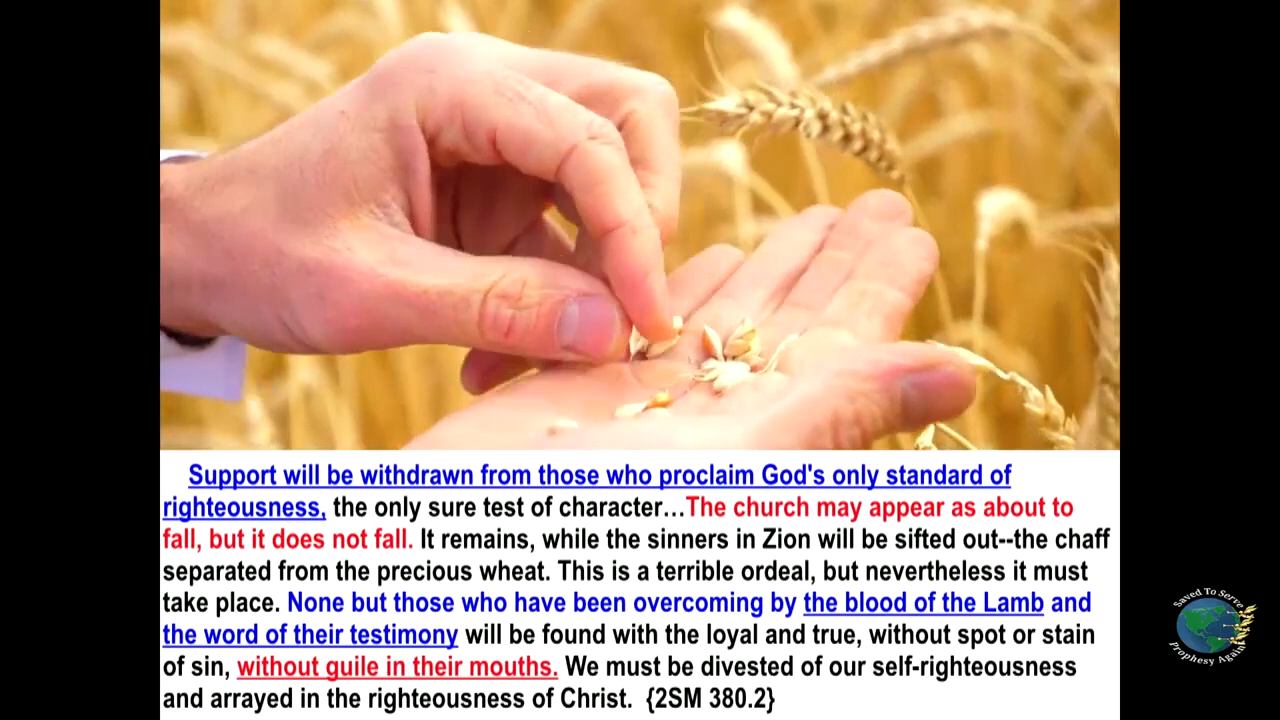 Support will be withdrawn from those who proclaim God's only standard of
righteousness, the only sure test of character…The church may appear as about to
fall, but it does not fall. It remains, while the sinners in Zion will be sifted out--the chaff
separated from the precious wheat. This is a terrible ordeal, but nevertheless it must
take place. None but those who have been overcoming by the blood of the Lamb and
the word of their testimony will be found with the loyal and true, without spot or stain
of sin, without guile in their mouths. We must be divested of our self-righteousness
and arrayed in the righteousness of Christ. {2SM 380.2}
Saved To Serve
Prophesy Again